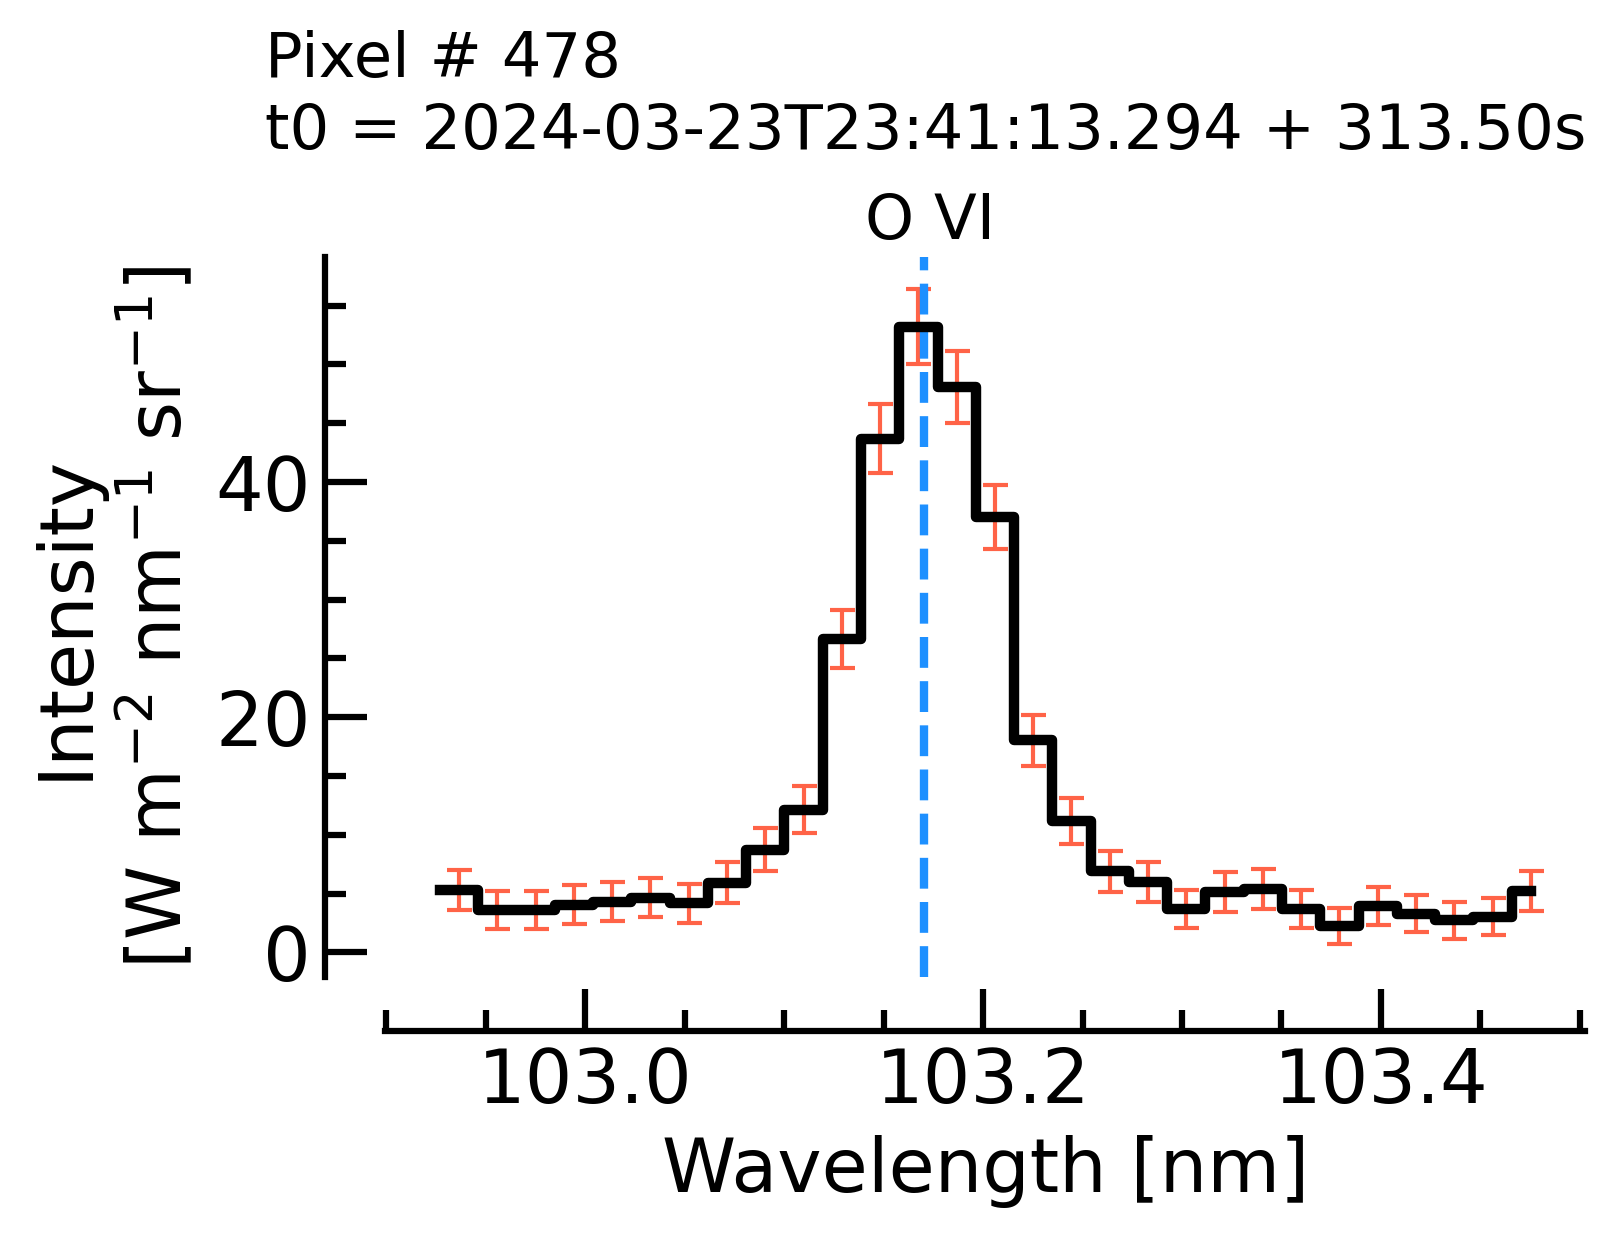 Pixel # 478
t0 = 2024-03-23T23:41:13.294 + 313.50s
O VI
Intensity
[W m⁻² nm⁻¹ sr⁻¹]
40
20
0
103.0 103.2 103.4
Wavelength [nm]